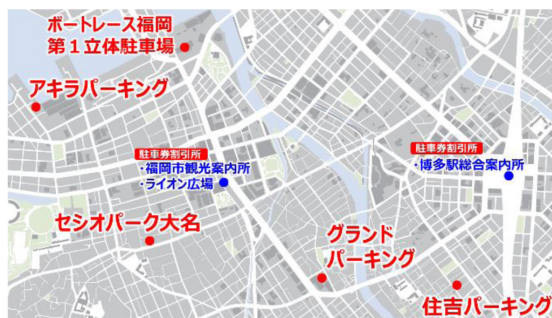 ボートレース福岡
第１立体駐車場
アキラパーキング
駐車券割引所
・福岡市観光案内所
・ライオン広場
駐車券割引所
・博多駅総合案内所
セシオパーク大名
グランド
パーキング
住吉パーキング